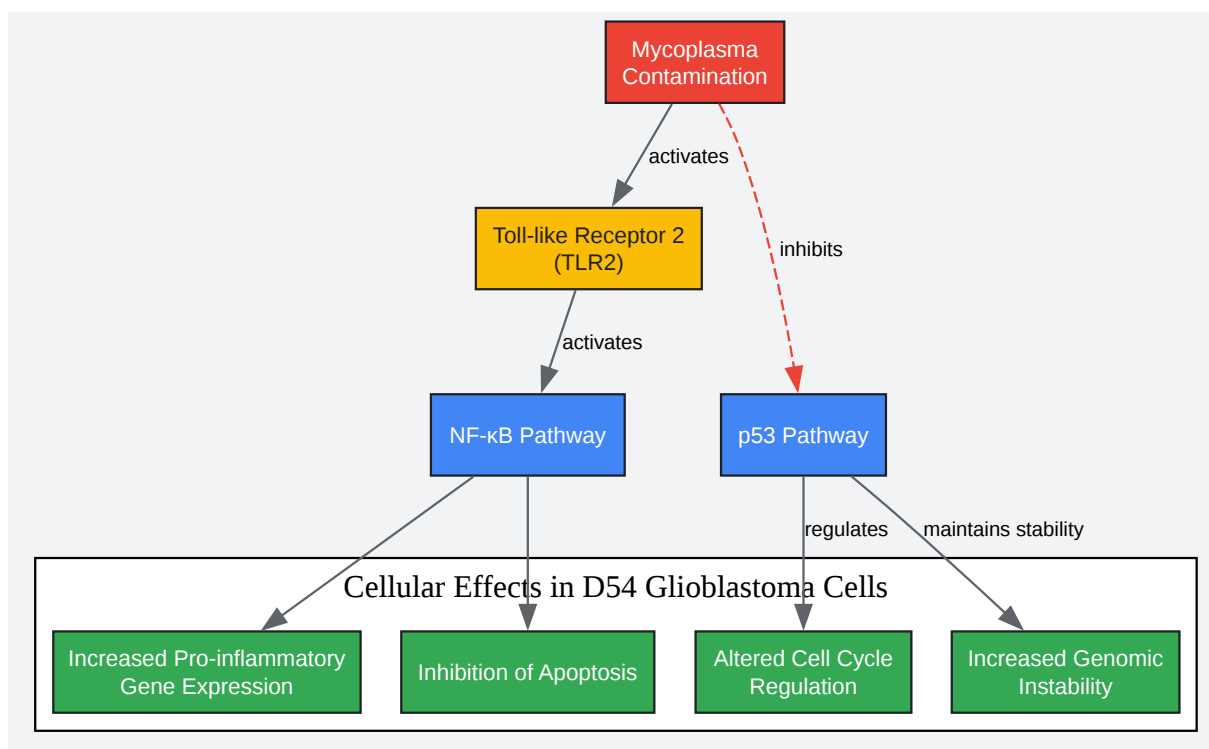 Mycoplasma
Contamination
activates
Toll-like Receptor 2
(TLR2)
inhibits
activates
NF-κB Pathway
p53 Pathway
regulates
maintains stability
Cellular Effects in D54 Glioblastoma Cells
Increased Pro-inflammatory
Gene Expression
Inhibition of Apoptosis
Altered Cell Cycle
Regulation
Increased Genomic
Instability